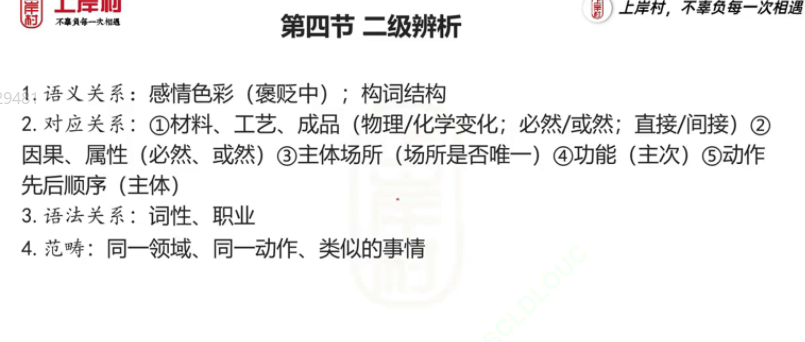 上岸村
不辜负每一次相遇
上岸村，不辜负每一次相遇
第四节 二级辨析
1. 语义关系：感情色彩（褒贬中）；构词结构
2. 对应关系：①材料、工艺、成品（物理/化学变化；必然/或然；直接/间接）②
因果、属性（必然、或然）③主体场所（场所是否唯一）④功能（主次）⑤动作
先后顺序（主体）
3. 语法关系：词性、职业
4. 范畴：同一领域、同一动作、类似的事情
SCLDLOUC